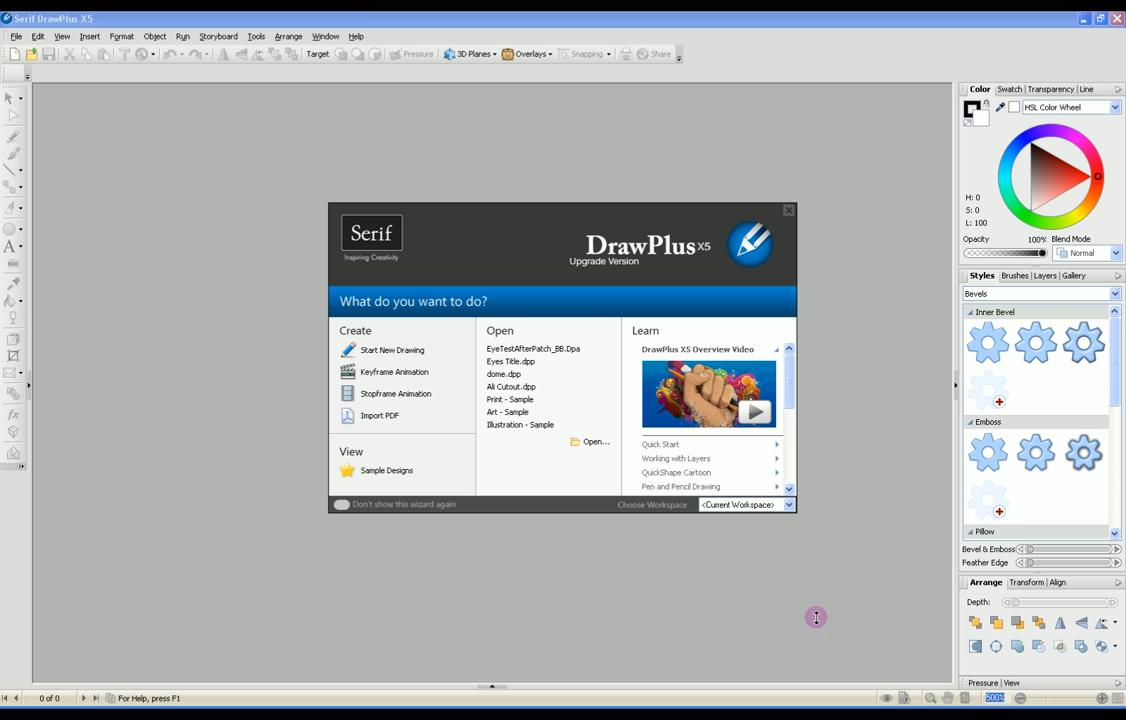 Serif DrawPlus X5
File Edit View Insert Format Object Run Storyboard Tools Arrange Window Help
Target Pressure 3D Planes Overlays Snapping Share
Color Swatch Transparency Line
HSL Color Wheel
H: 0
S: 0
L: 100
Opacity 100% Blend Mode
Normal
Styles Brushes Layers Gallery
Bevels
Inner Bevel
Emboss
Pillow
Bevel & Emboss
Feather Edge
Arrange Transform Align
Depth:
Pressure View
Serif
Inspiring Creativity
DrawPlus X5
Upgrade Version
What do you want to do?
Create
Start New Drawing
Keyframe Animation
Stopframe Animation
Import PDF
View
Sample Designs
Open
EyeTestAfterPatch_BB.Dpa
Eyes Title.dpp
dome.dpp
Ali Cutout.dpp
Print - Sample
Art - Sample
Illustration - Sample
Open...
Learn
DrawPlus X5 Overview Video
Quick Start
Working with Layers
QuickShape Cartoon
Pen and Pencil Drawing
Don't show this wizard again
Choose Workspace <Current Workspace>
0 of 0 For Help, press F1 500%